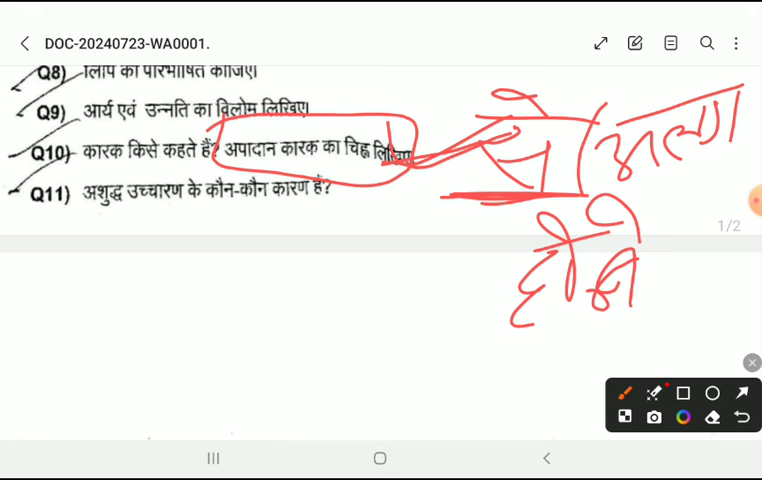 DOC-20240723-WA0001.
Q8) लिपि को परिभाषित कीजिए।
Q9) आर्य एवं उन्नति का विलोम लिखिए।
Q10) कारक किसे कहते हैं? अपादान कारक का चिह्न लिखिए
Q11) अशुद्ध उच्चारण के कौन-कौन कारण हैं?
से / अलग
1/2